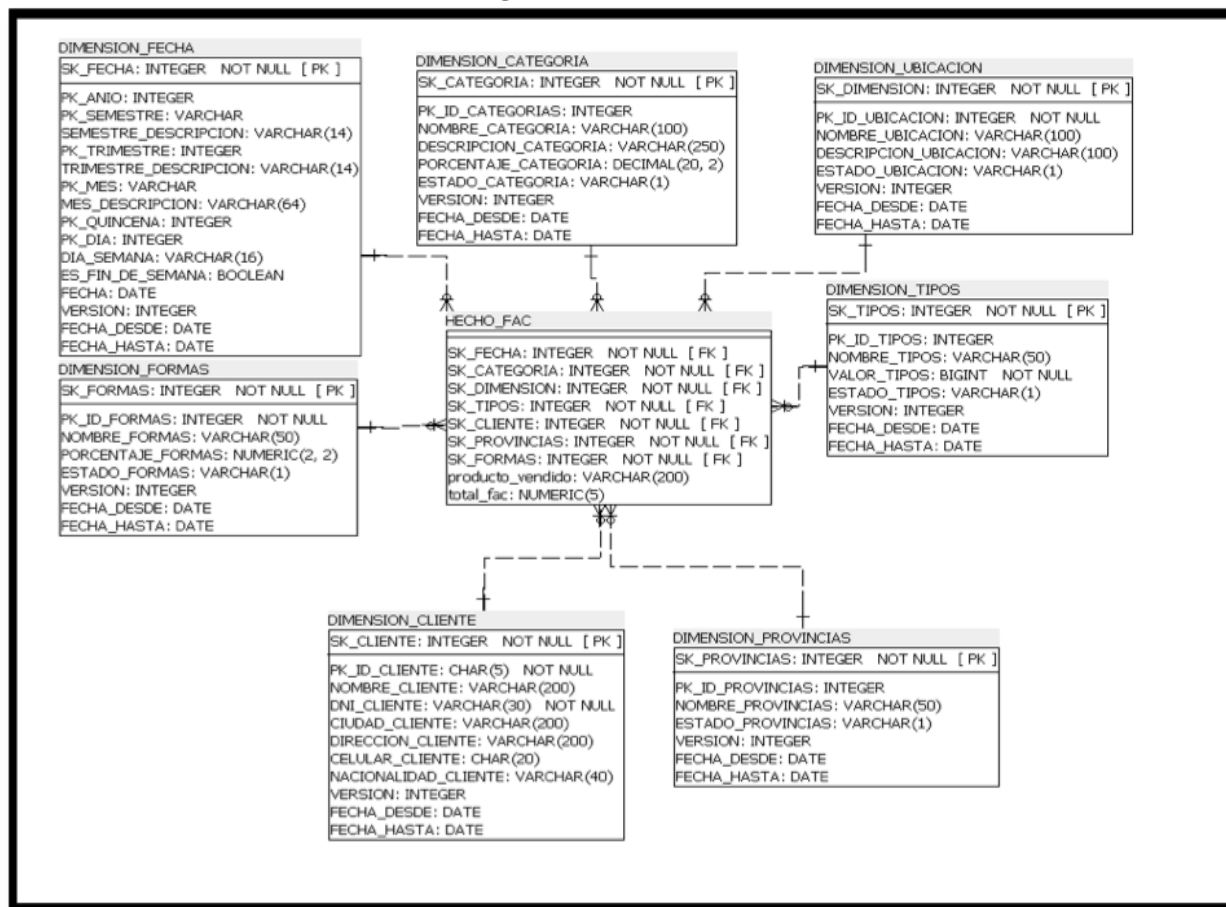 DIMENSION_FECHA
SK_FECHA: INTEGER NOT NULL [ PK ]
PK_ANIO: INTEGER
PK_SEMESTRE: VARCHAR
SEMESTRE_DESCRIPCION: VARCHAR(14)
PK_TRIMESTRE: INTEGER
TRIMESTRE_DESCRIPCION: VARCHAR(14)
PK_MES: VARCHAR
MES_DESCRIPCION: VARCHAR(64)
PK_QUINCENA: INTEGER
PK_DIA: INTEGER
DIA_SEMANA: VARCHAR(16)
ES_FIN_DE_SEMANA: BOOLEAN
FECHA: DATE
VERSION: INTEGER
FECHA_DESDE: DATE
FECHA_HASTA: DATE
DIMENSION_CATEGORIA
SK_CATEGORIA: INTEGER NOT NULL [ PK ]
PK_ID_CATEGORIAS: INTEGER
NOMBRE_CATEGORIA: VARCHAR(100)
DESCRIPCION_CATEGORIA: VARCHAR(250)
PORCENTAJE_CATEGORIA: DECIMAL(20, 2)
ESTADO_CATEGORIA: VARCHAR(1)
VERSION: INTEGER
FECHA_DESDE: DATE
FECHA_HASTA: DATE
DIMENSION_UBICACION
SK_DIMENSION: INTEGER NOT NULL [ PK ]
PK_ID_UBICACION: INTEGER NOT NULL
NOMBRE_UBICACION: VARCHAR(100)
DESCRIPCION_UBICACION: VARCHAR(100)
ESTADO_UBICACION: VARCHAR(1)
VERSION: INTEGER
FECHA_DESDE: DATE
FECHA_HASTA: DATE
DIMENSION_FORMAS
SK_FORMAS: INTEGER NOT NULL [ PK ]
PK_ID_FORMAS: INTEGER NOT NULL
NOMBRE_FORMAS: VARCHAR(50)
PORCENTAJE_FORMAS: NUMERIC(2, 2)
ESTADO_FORMAS: VARCHAR(1)
VERSION: INTEGER
FECHA_DESDE: DATE
FECHA_HASTA: DATE
HECHO_FAC
SK_FECHA: INTEGER NOT NULL [ FK ]
SK_CATEGORIA: INTEGER NOT NULL [ FK ]
SK_DIMENSION: INTEGER NOT NULL [ FK ]
SK_TIPOS: INTEGER NOT NULL [ FK ]
SK_CLIENTE: INTEGER NOT NULL [ FK ]
SK_PROVINCIAS: INTEGER NOT NULL [ FK ]
SK_FORMAS: INTEGER NOT NULL [ FK ]
producto_vendido: VARCHAR(200)
total_fac: NUMERIC(5)
DIMENSION_TIPOS
SK_TIPOS: INTEGER NOT NULL [ PK ]
PK_ID_TIPOS: INTEGER
NOMBRE_TIPOS: VARCHAR(50)
VALOR_TIPOS: BIGINT NOT NULL
ESTADO_TIPOS: VARCHAR(1)
VERSION: INTEGER
FECHA_DESDE: DATE
FECHA_HASTA: DATE
DIMENSION_CLIENTE
SK_CLIENTE: INTEGER NOT NULL [ PK ]
PK_ID_CLIENTE: CHAR(5) NOT NULL
NOMBRE_CLIENTE: VARCHAR(200)
DNI_CLIENTE: VARCHAR(30) NOT NULL
CIUDAD_CLIENTE: VARCHAR(200)
DIRECCION_CLIENTE: VARCHAR(200)
CELULAR_CLIENTE: CHAR(20)
NACIONALIDAD_CLIENTE: VARCHAR(40)
VERSION: INTEGER
FECHA_DESDE: DATE
FECHA_HASTA: DATE
DIMENSION_PROVINCIAS
SK_PROVINCIAS: INTEGER NOT NULL [ PK ]
PK_ID_PROVINCIAS: INTEGER
NOMBRE_PROVINCIAS: VARCHAR(50)
ESTADO_PROVINCIAS: VARCHAR(1)
VERSION: INTEGER
FECHA_DESDE: DATE
FECHA_HASTA: DATE